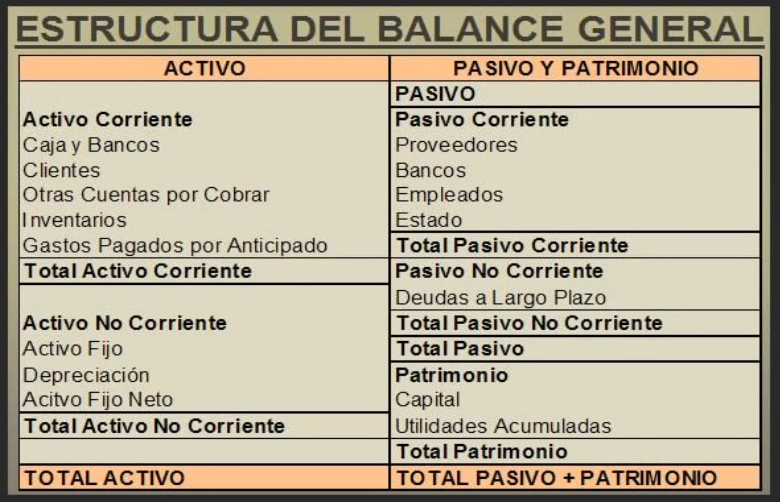 ESTRUCTURA DEL BALANCE GENERAL
ACTIVO
Activo Corriente
Caja y Bancos
Clientes
Otras Cuentas por Cobrar
Inventarios
Gastos Pagados por Anticipado
Total Activo Corriente
Activo No Corriente
Activo Fijo
Depreciación
Acitvo Fijo Neto
Total Activo No Corriente
TOTAL ACTIVO
PASIVO Y PATRIMONIO
PASIVO
Pasivo Corriente
Proveedores
Bancos
Empleados
Estado
Total Pasivo Corriente
Pasivo No Corriente
Deudas a Largo Plazo
Total Pasivo No Corriente
Total Pasivo
Patrimonio
Capital
Utilidades Acumuladas
Total Patrimonio
TOTAL PASIVO + PATRIMONIO